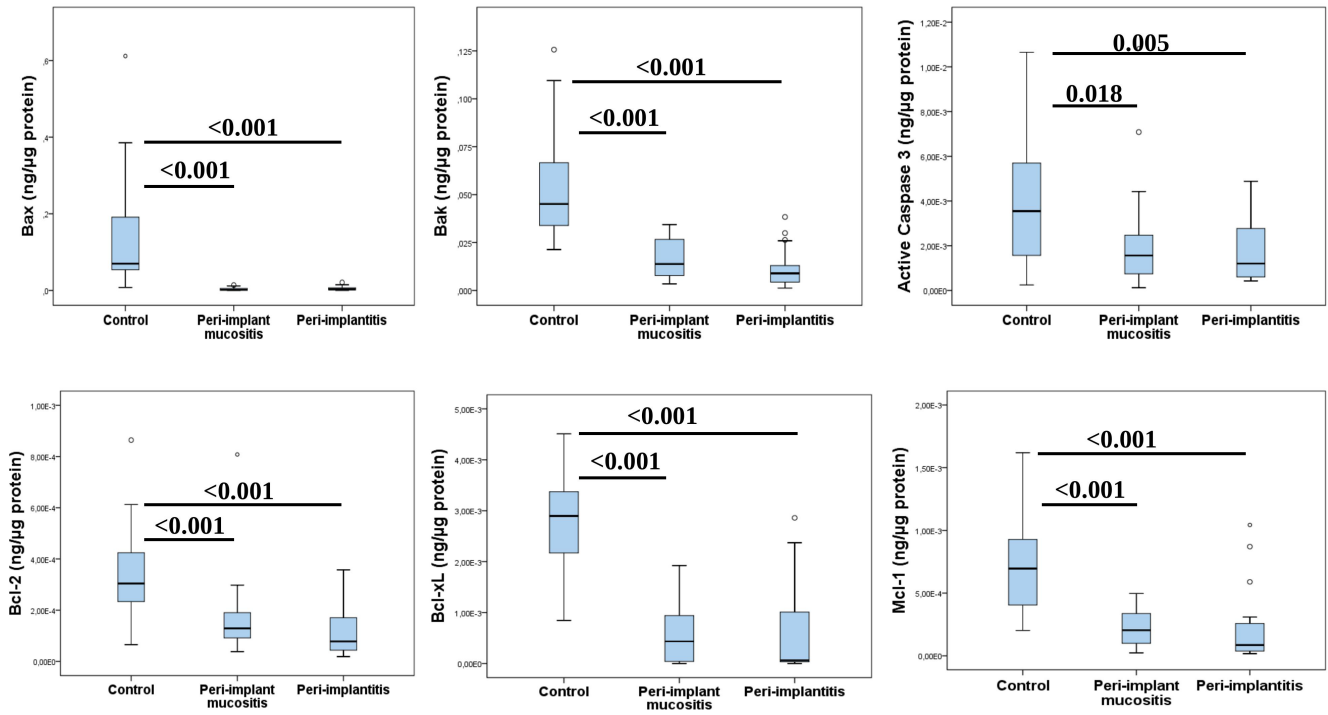 Bax (ng/µg protein)
,6
,4
,2
,0
<0.001
<0.001
Control
Peri-implant
mucositis
Peri-implantitis
Bak (ng/µg protein)
,125
,100
,050
,025
,000
<0.001
<0.001
Control
Peri-implant
mucositis
Peri-implantitis
Active Caspase 3 (ng/µg protein)
1,20E-2
1,00E-2
8,00E-3
6,00E-3
4,00E-3
2,00E-3
0,00E0
0.005
0.018
Control
Peri-implant
mucositis
Peri-implantitis
Bcl-2 (ng/µg protein)
1,00E-3
8,00E-4
6,00E-4
4,00E-4
2,00E-4
0,00E0
<0.001
<0.001
Control
Peri-implant
mucositis
Peri-implantitis
Bcl-xL (ng/µg protein)
5,00E-3
4,00E-3
3,00E-3
2,00E-3
1,00E-3
0,00E0
<0.001
<0.001
Control
Peri-implant
mucositis
Peri-implantitis
Mcl-1 (ng/µg protein)
2,00E-3
1,50E-3
1,00E-3
5,00E-4
0,00E0
<0.001
<0.001
Control
Peri-implant
mucositis
Peri-implantitis